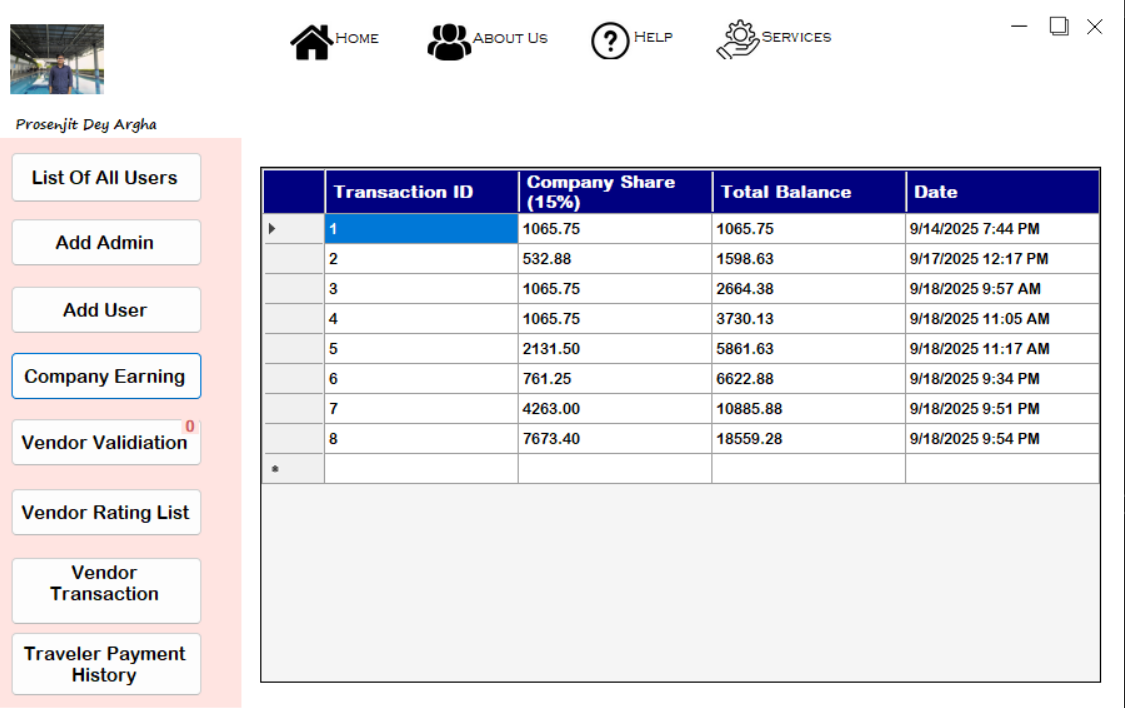 Home About Us Help Services
Prosenjit Dey Argha
List Of All Users
Add Admin
Add User
Company Earning
0
Vendor Validiation
Vendor Rating List
Vendor
Transaction
Traveler Payment
History
Transaction ID Company Share (15%) Total Balance Date
1 1065.75 1065.75 9/14/2025 7:44 PM
2 532.88 1598.63 9/17/2025 12:17 PM
3 1065.75 2664.38 9/18/2025 9:57 AM
4 1065.75 3730.13 9/18/2025 11:05 AM
5 2131.50 5861.63 9/18/2025 11:17 AM
6 761.25 6622.88 9/18/2025 9:34 PM
7 4263.00 10885.88 9/18/2025 9:51 PM
8 7673.40 18559.28 9/18/2025 9:54 PM